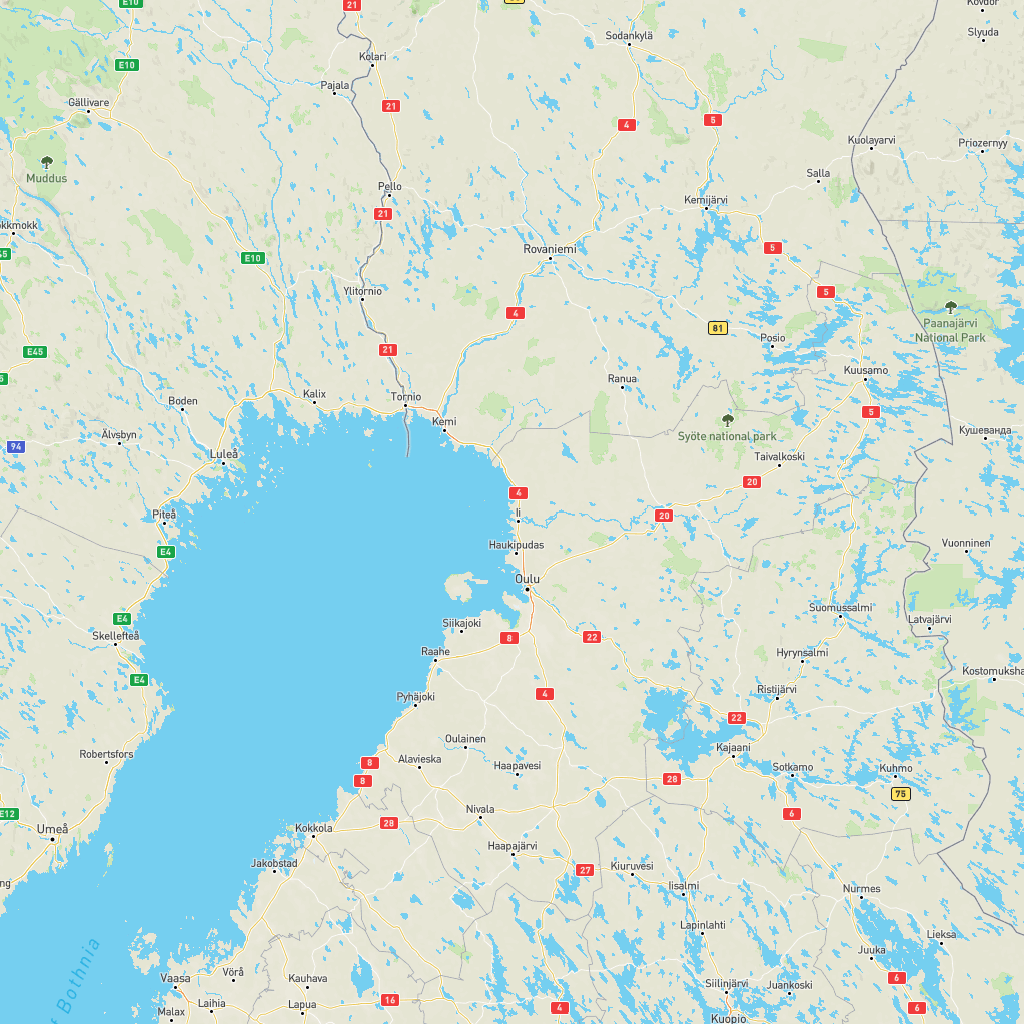 E10
21
Kovdor
Sodankylä
Slyuda
Kolari
E10
Pajala
Gällivare
21
4
5
Kuolayarvi
Priozernyy
Muddus
Salla
Pello
21
Kemijärvi
kkmokk
5
Rovaniemi
E10
Ylitornio
5
4
81
Paanajärvi
National Park
Posio
E45
21
Kuusamo
Ranua
Tornio
Kalix
Boden
5
Kemi
Syöte national park
Älvsbyn
94
Кушеванда
Luleå
Taivalkoski
20
4
Ii
20
Piteå
Haukipudas
Vuonninen
E4
Oulu
Suomussalmi
E4
Siikajoki
Latvajärvi
Skellefteå
8
22
Raahe
Hyrynsalmi
Kostomuksha
E4
Ristijärvi
4
Pyhäjoki
22
Oulainen
Kajaani
Robertsfors
Alavieska
8
Haapavesi
Sotkamo
Kuhmo
8
28
75
E12
Nivala
6
28
Umeå
Kokkola
Haapajärvi
Jakobstad
27
Kiuruvesi
ng
Iisalmi
Nurmes
Lapinlahti
Lieksa
Bothnia
Juuka
Vaasa
Vörå
Kauhava
6
Siilinjärvi
Juankoski
Laihia
Lapua
16
4
6
Malax
Kuopio